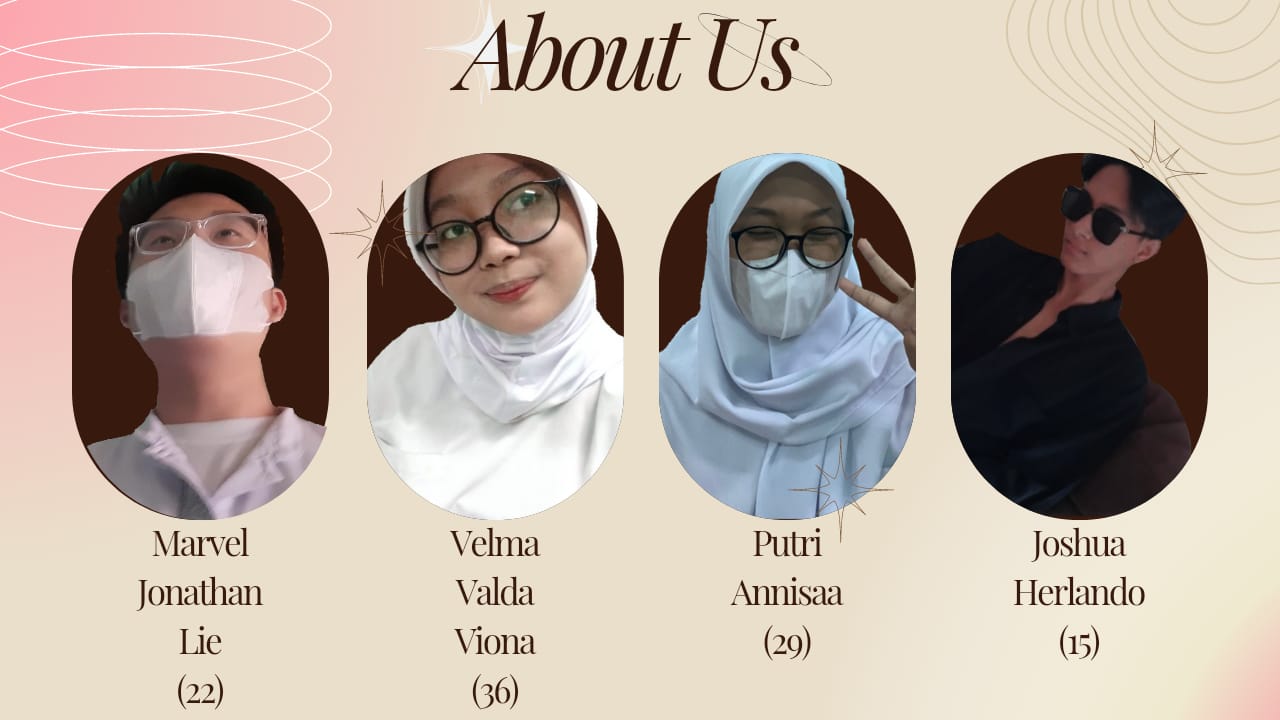 About Us
Marvel
Jonathan
Lie
(22)
Velma
Valda
Viona
(36)
Putri
Annisaa
(29)
Joshua
Herlando
(15)